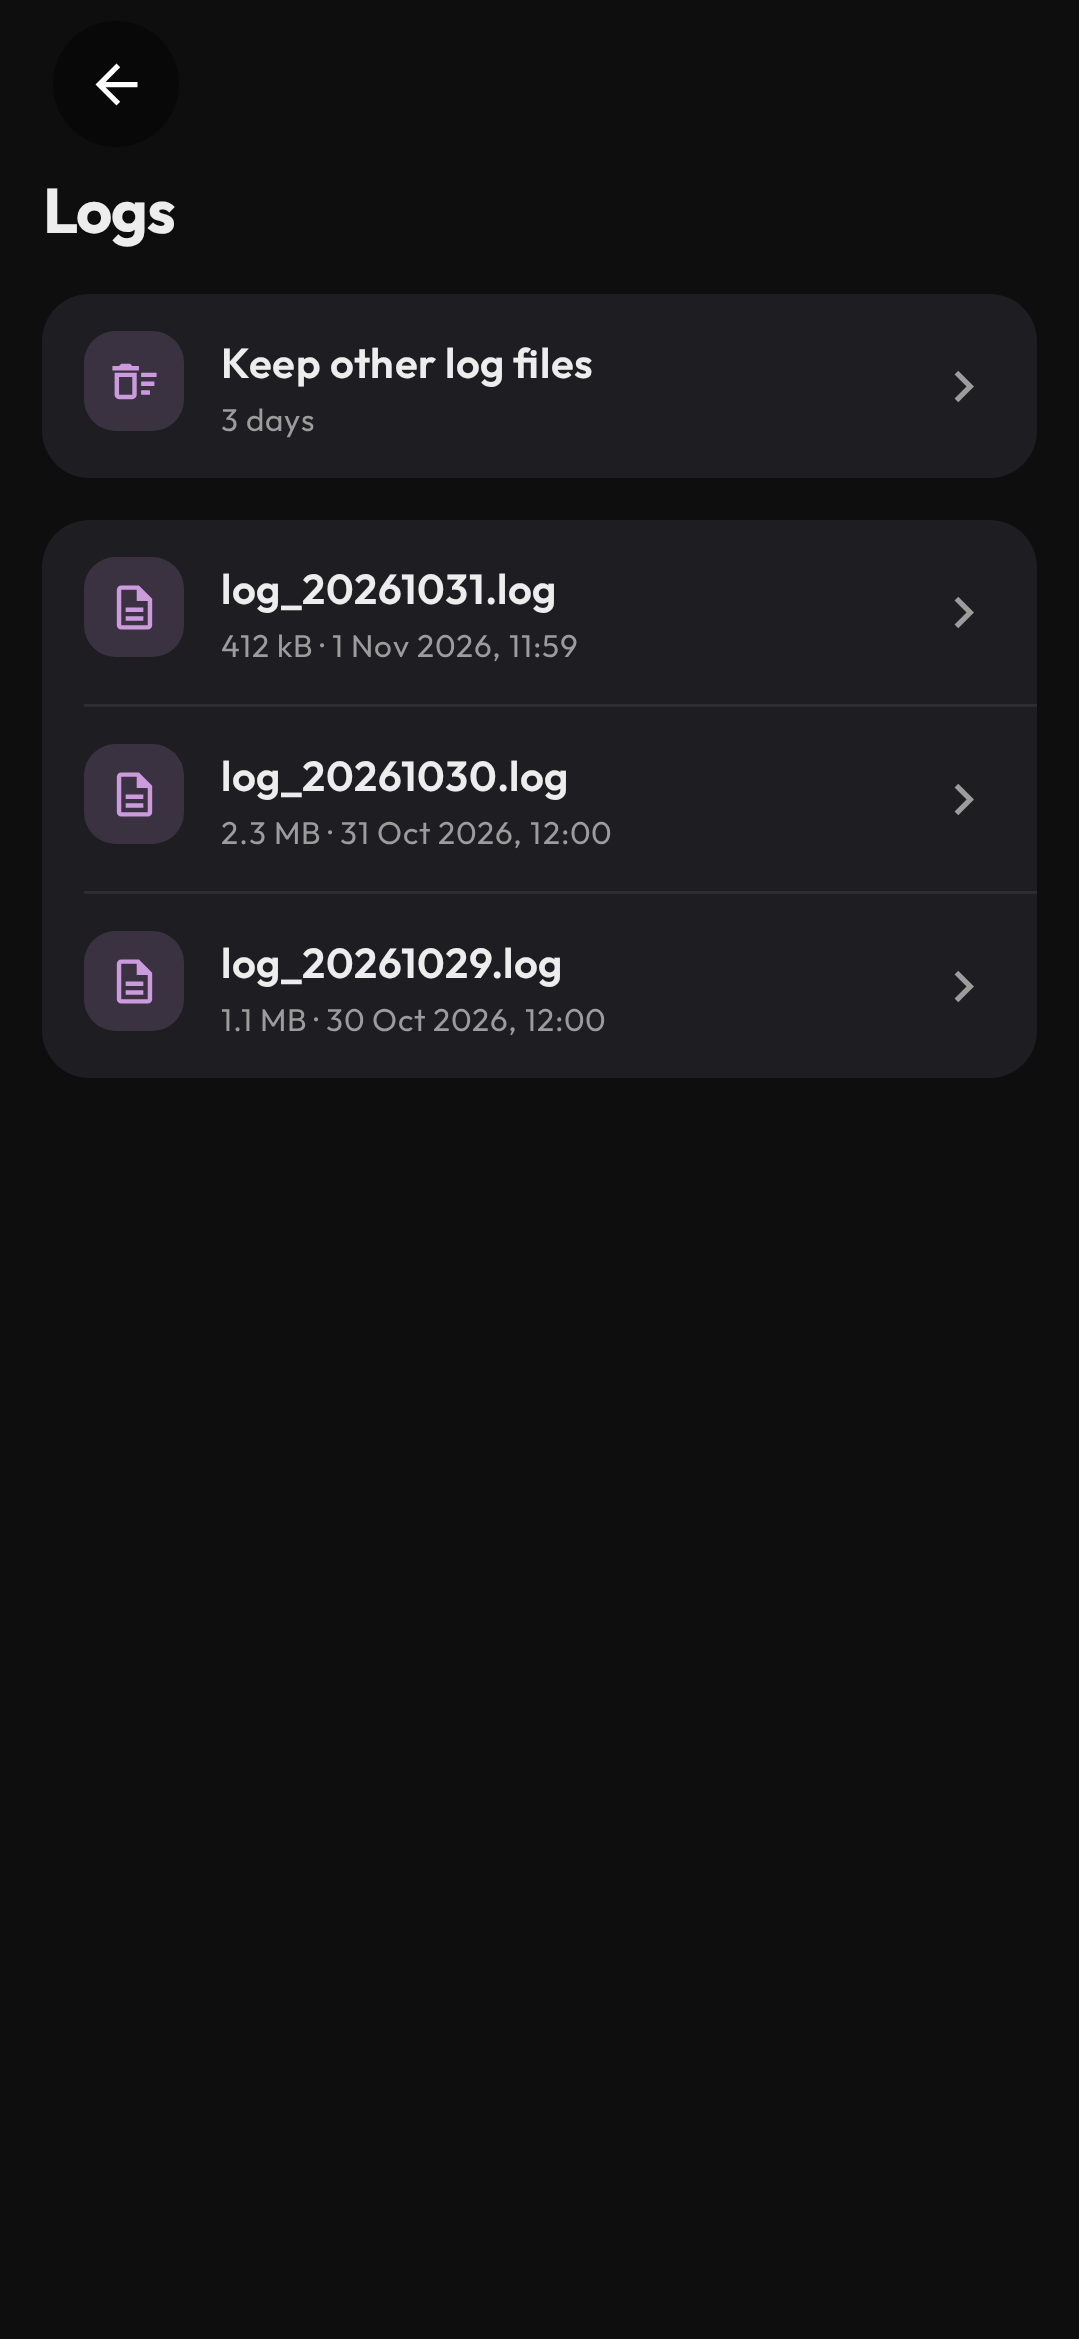 Logs
Keep other log files
3 days
log_20261031.log
412 kB · 1 Nov 2026, 11:59
log_20261030.log
2.3 MB · 31 Oct 2026, 12:00
log_20261029.log
1.1 MB · 30 Oct 2026, 12:00